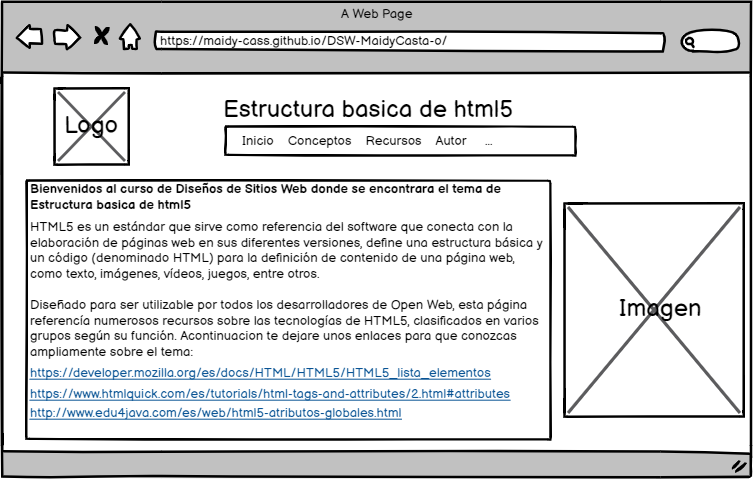 A Web Page
https://maidy-cass.github.io/DSW-MaidyCasta-o/
Logo
Estructura basica de html5
Inicio Conceptos Recursos Autor ...
Bienvenidos al curso de Diseños de Sitios Web donde se encontrara el tema de
Estructura basica de html5
HTML5 es un estándar que sirve como referencia del software que conecta con la
elaboración de páginas web en sus diferentes versiones, define una estructura básica y
un código (denominado HTML) para la definición de contenido de una página web,
como texto, imágenes, vídeos, juegos, entre otros.
Diseñado para ser utilizable por todos los desarrolladores de Open Web, esta página
referencía numerosos recursos sobre las tecnologías de HTML5, clasificados en varios
grupos según su función. Acontinuacion te dejare unos enlaces para que conozcas
ampliamente sobre el tema:
https://developer.mozilla.org/es/docs/HTML/HTML5/HTML5_lista_elementos
https://www.htmlquick.com/es/tutorials/html-tags-and-attributes/2.html#attributes
http://www.edu4java.com/es/web/html5-atributos-globales.html
Imagen